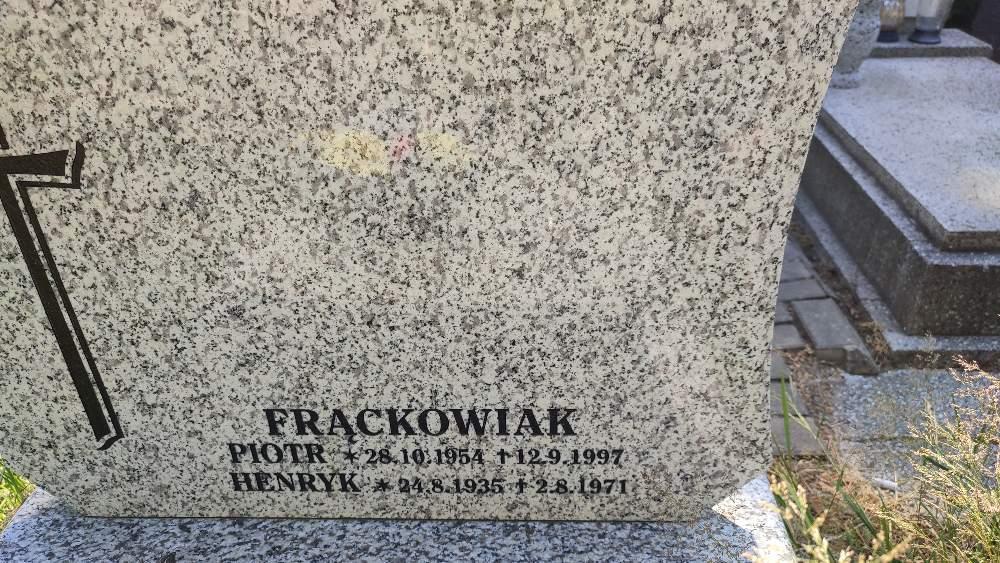 FRĄCKOWIAK
PIOTR *28.10.1954 †12.9.1997
HENRYK *24.8.1935 †2.8.1971